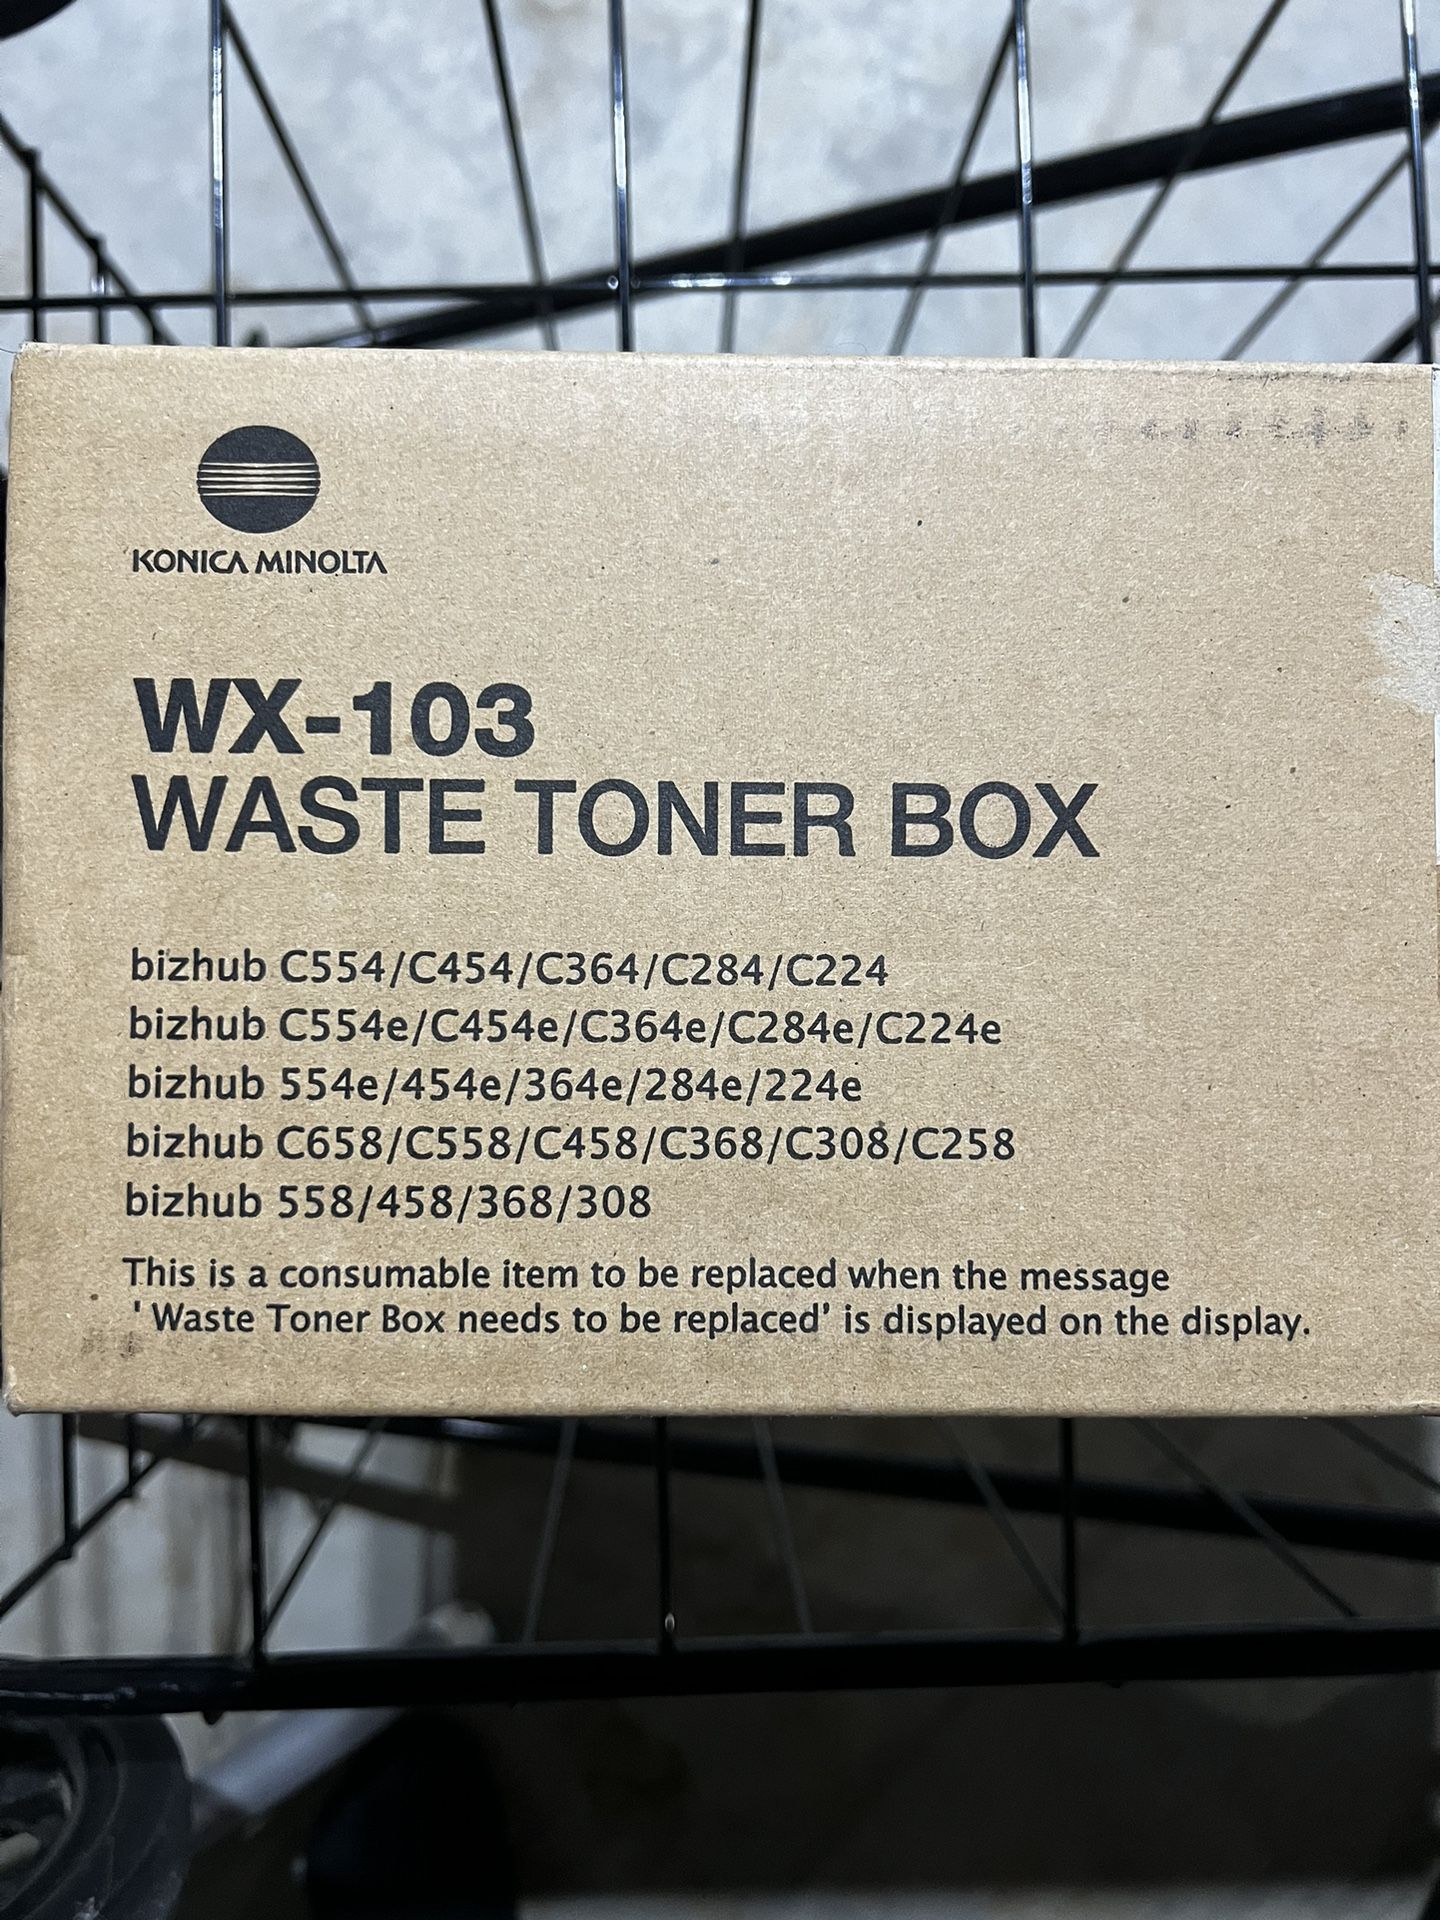 KONICA MINOLTA
WX-103
WASTE TONER BOX
bizhub C554/C454/C364/C284/C224
bizhub C554e/C454e/C364e/C284e/C224e
bizhub 554e/454e/364e/284e/224e
bizhub C658/C558/C458/C368/C308/C258
bizhub 558/458/368/308
This is a consumable item to be replaced when the message
'Waste Toner Box needs to be replaced' is displayed on the display.